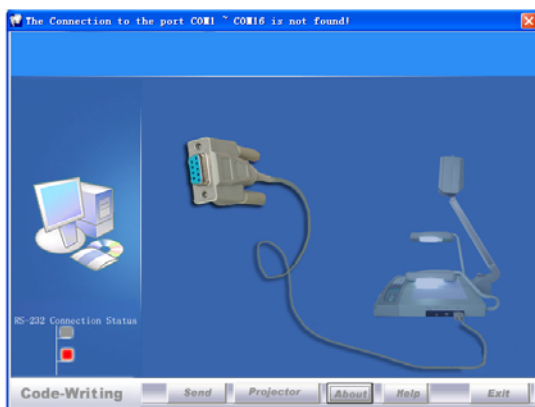 The Connection to the port COM1 ~ COM16 is not found!
RS-232 Connection Status
Code-Writing Send Projector About Help Exit